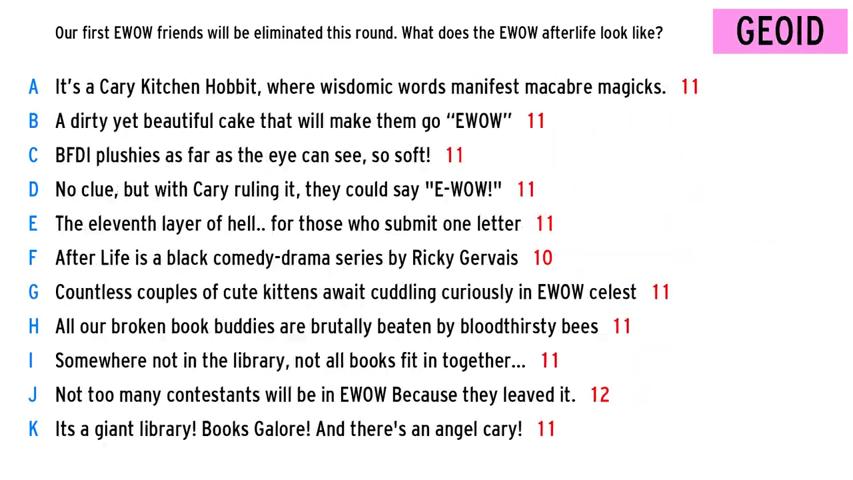 Our first EWOW friends will be eliminated this round. What does the EWOW afterlife look like?
GEOID
A It's a Cary Kitchen Hobbit, where wisdomic words manifest macabre magicks. 11
B A dirty yet beautiful cake that will make them go “EWOW” 11
C BFDI plushies as far as the eye can see, so soft! 11
D No clue, but with Cary ruling it, they could say "E-WOW!" 11
E The eleventh layer of hell.. for those who submit one letter 11
F After Life is a black comedy-drama series by Ricky Gervais 10
G Countless couples of cute kittens await cuddling curiously in EWOW celest 11
H All our broken book buddies are brutally beaten by bloodthirsty bees 11
I Somewhere not in the library, not all books fit in together... 11
J Not too many contestants will be in EWOW Because they leaved it. 12
K Its a giant library! Books Galore! And there's an angel cary! 11